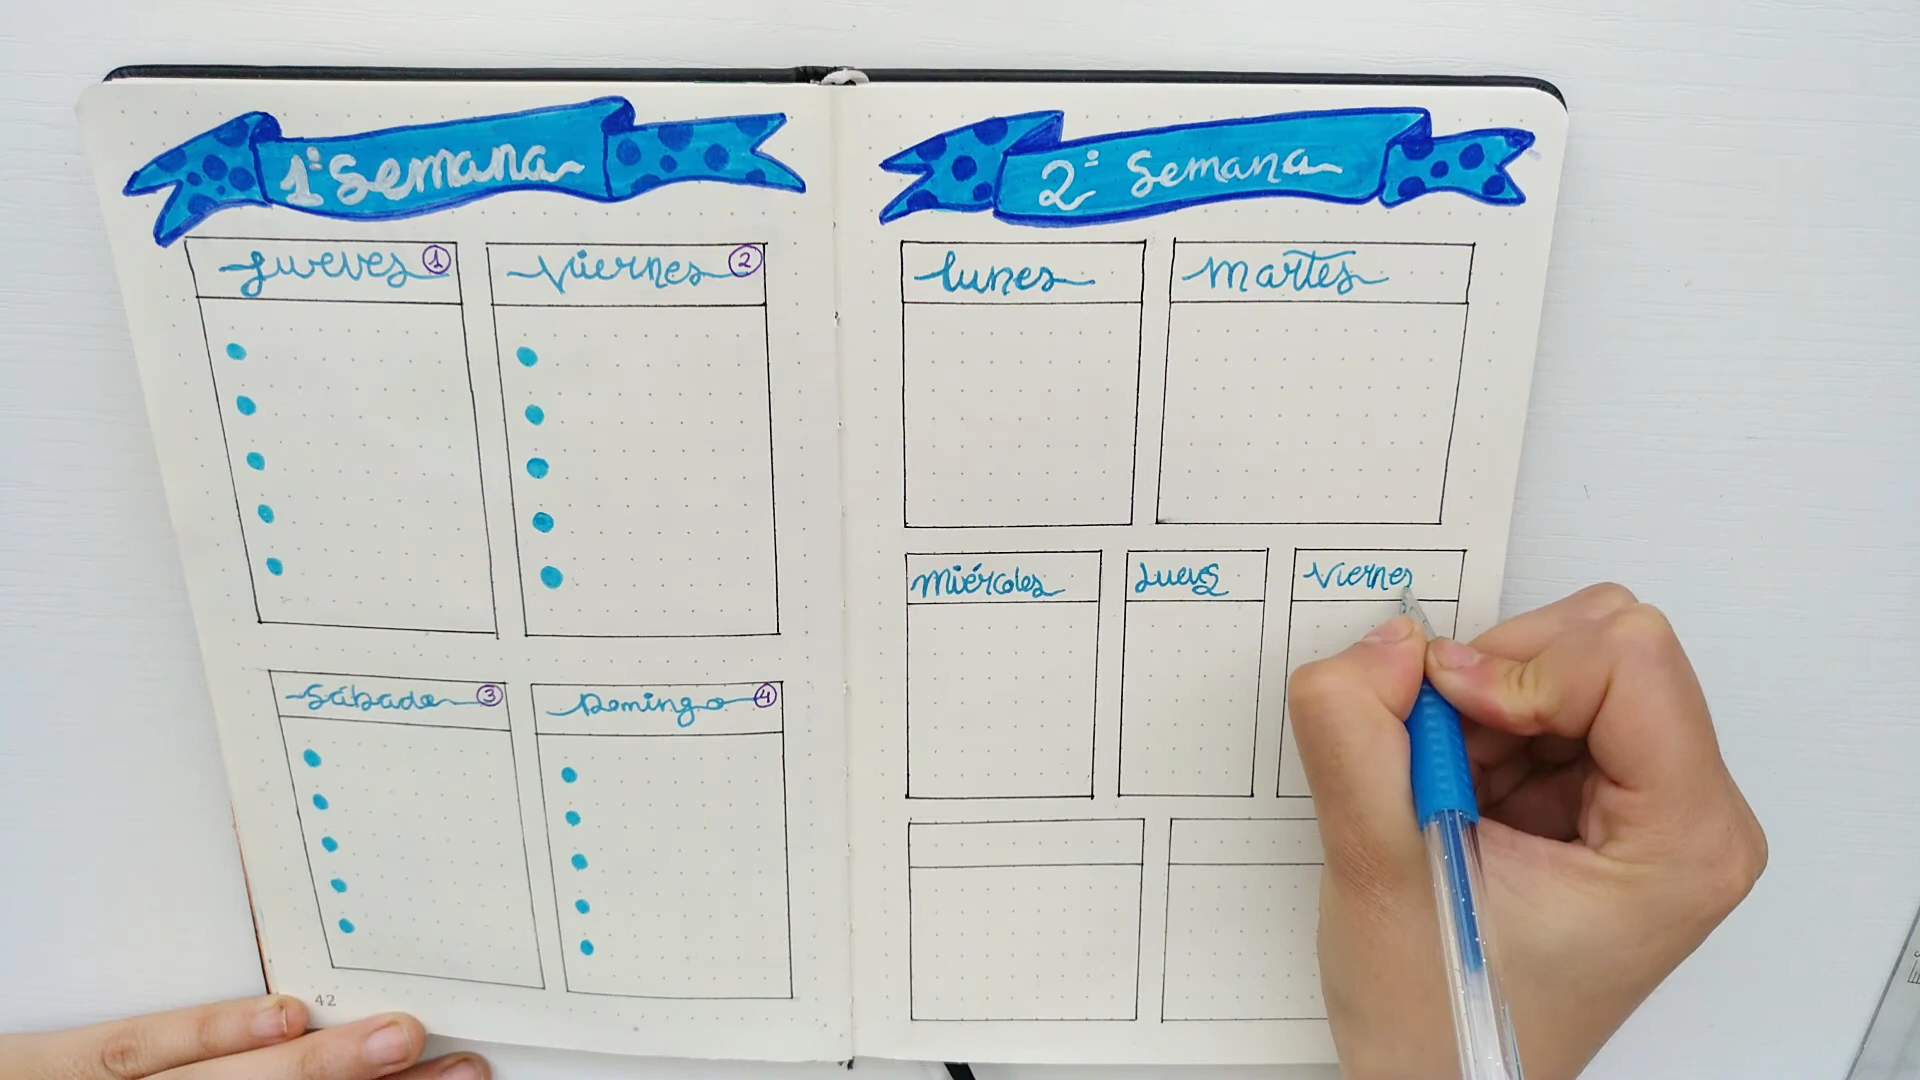 1ª Semana
Jueves 1
Viernes 2
Sábado 3
Domingo 4
42
2ª Semana
lunes
Martes
Miércoles
Jueves
Viernes